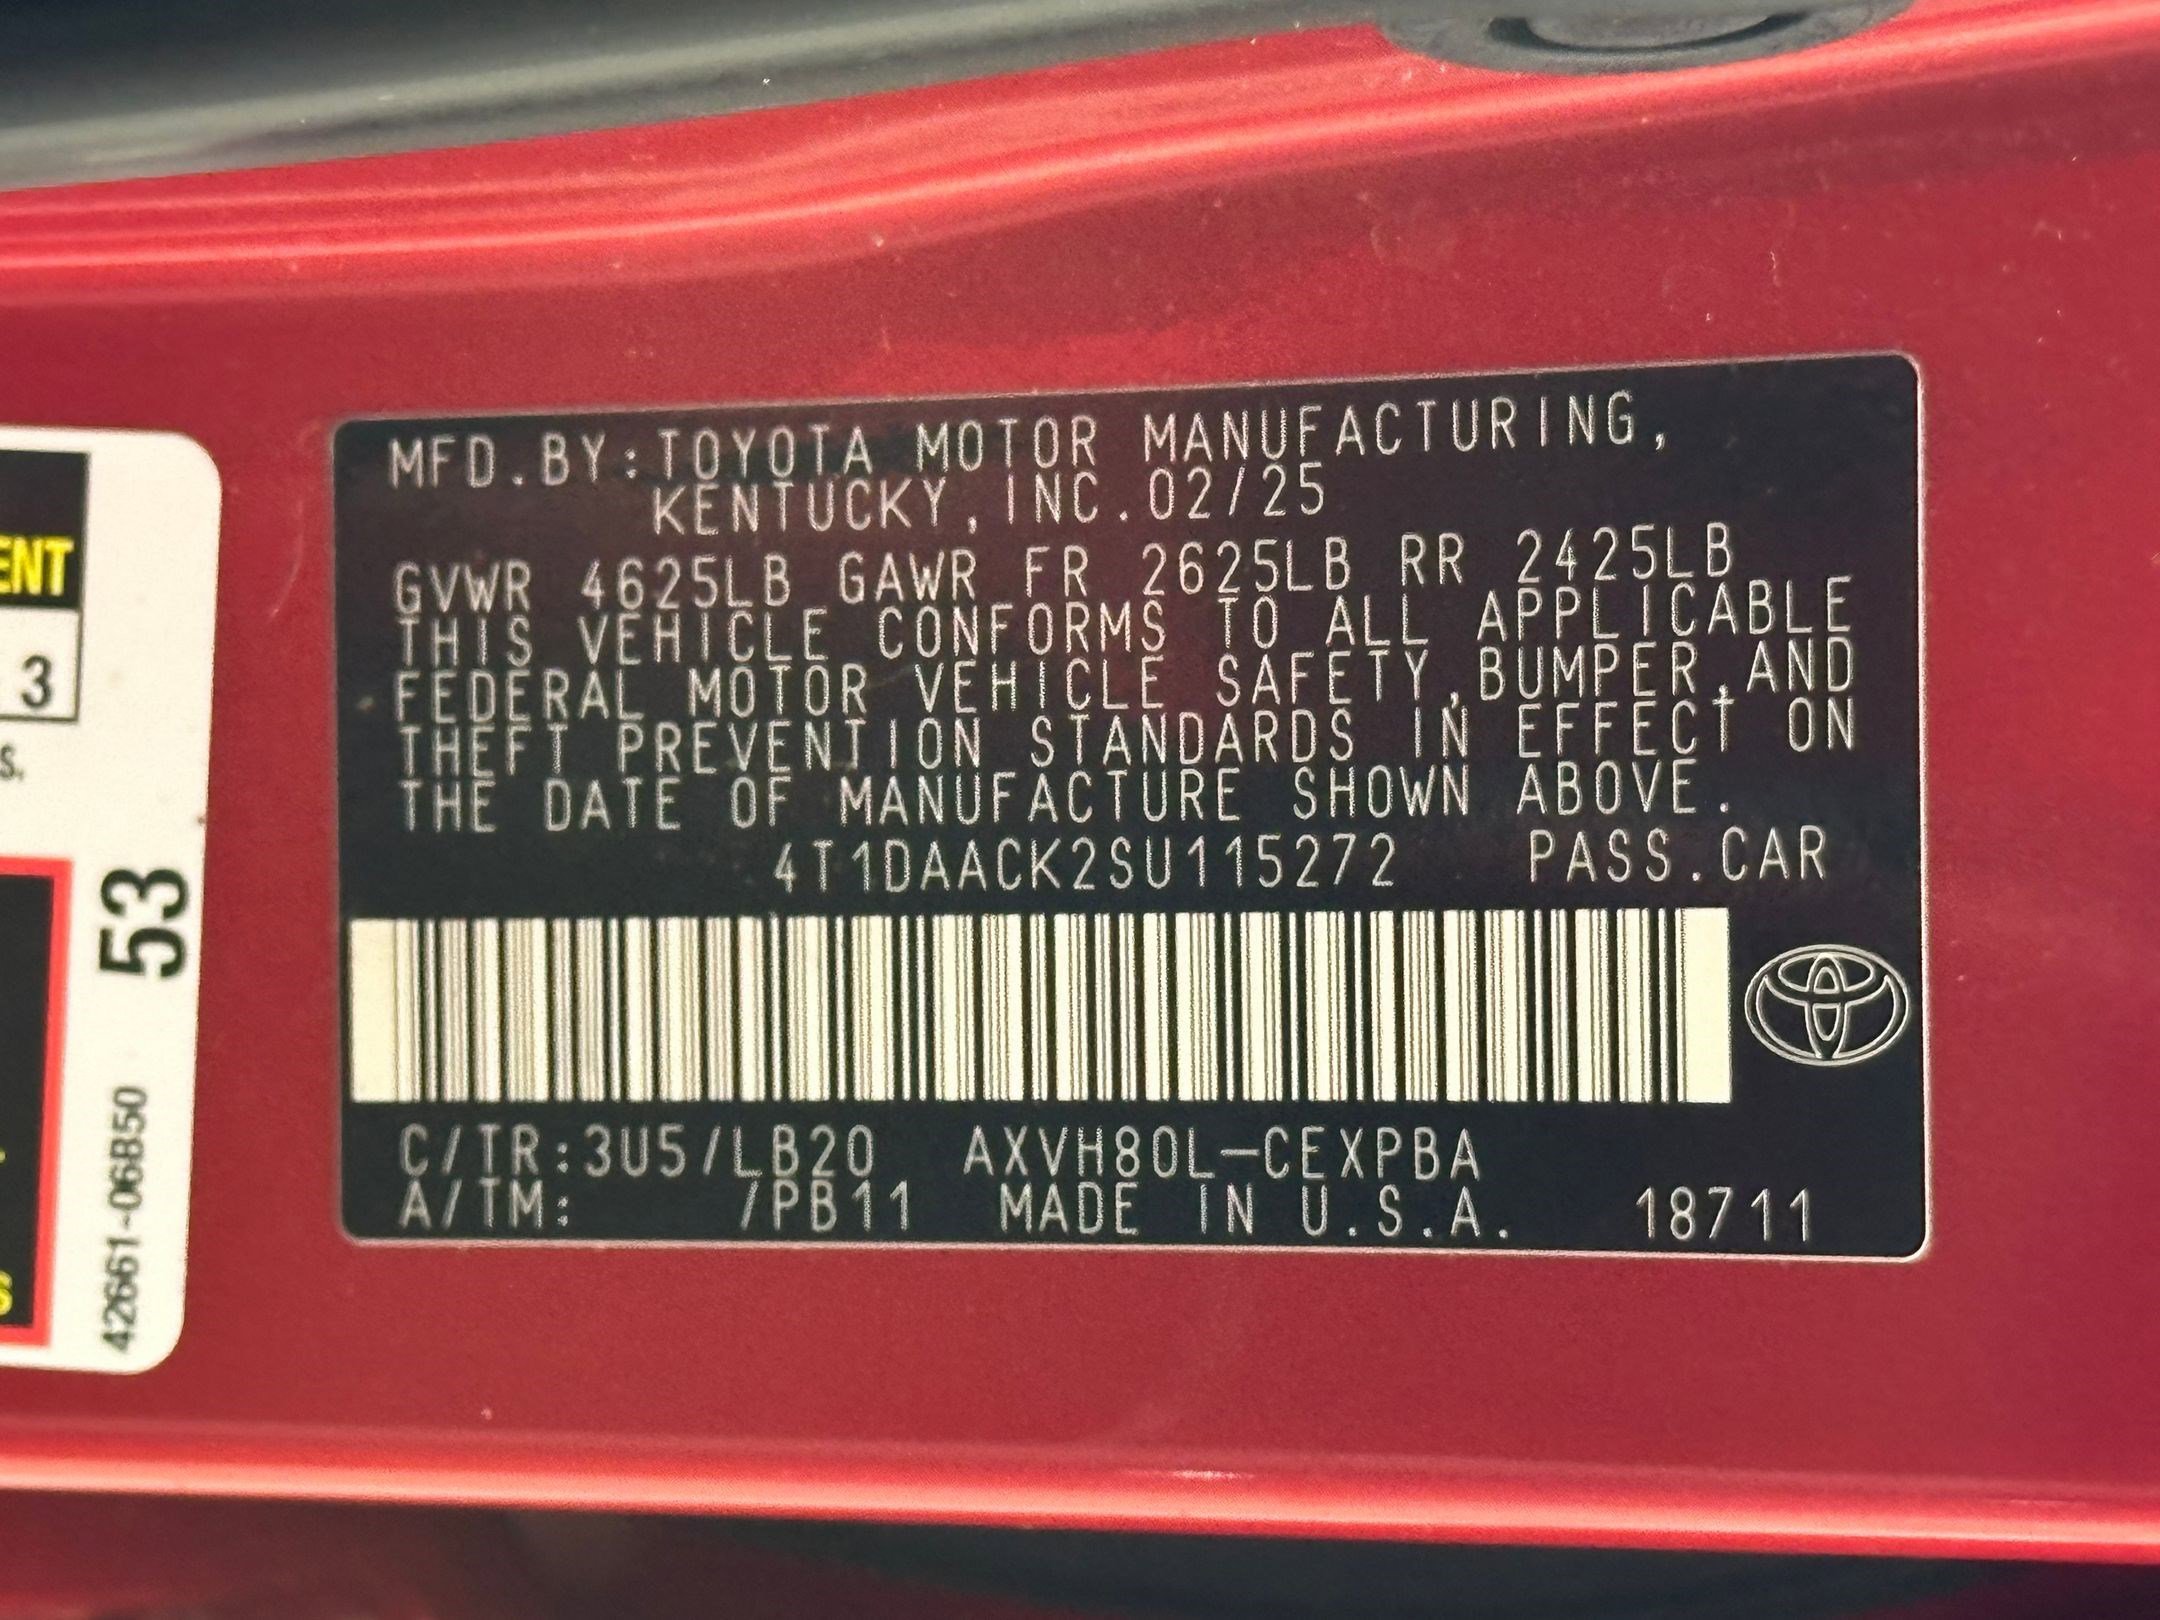 MFD.BY:TOYOTA MOTOR MANUFACTURING,
KENTUCKY, INC.02/25
GVWR 4625LB GAWR FR 2625LB RR 2425LB
THIS VEHICLE CONFORMS TO ALL APPLICABLE
FEDERAL MOTOR VEHICLE SAFETY,BUMPER,AND
THEFT PREVENTION STANDARDS IN EFFECT ON
THE DATE OF MANUFACTURE SHOWN ABOVE.
4T1DAACK2SU115272 PASS.CAR
C/TR:3U5/LB20 AXVH80L-CEXPBA
A/TM: /PB11 MADE IN U.S.A. 18711
ENT
3
S.
53
42661-06B50
S